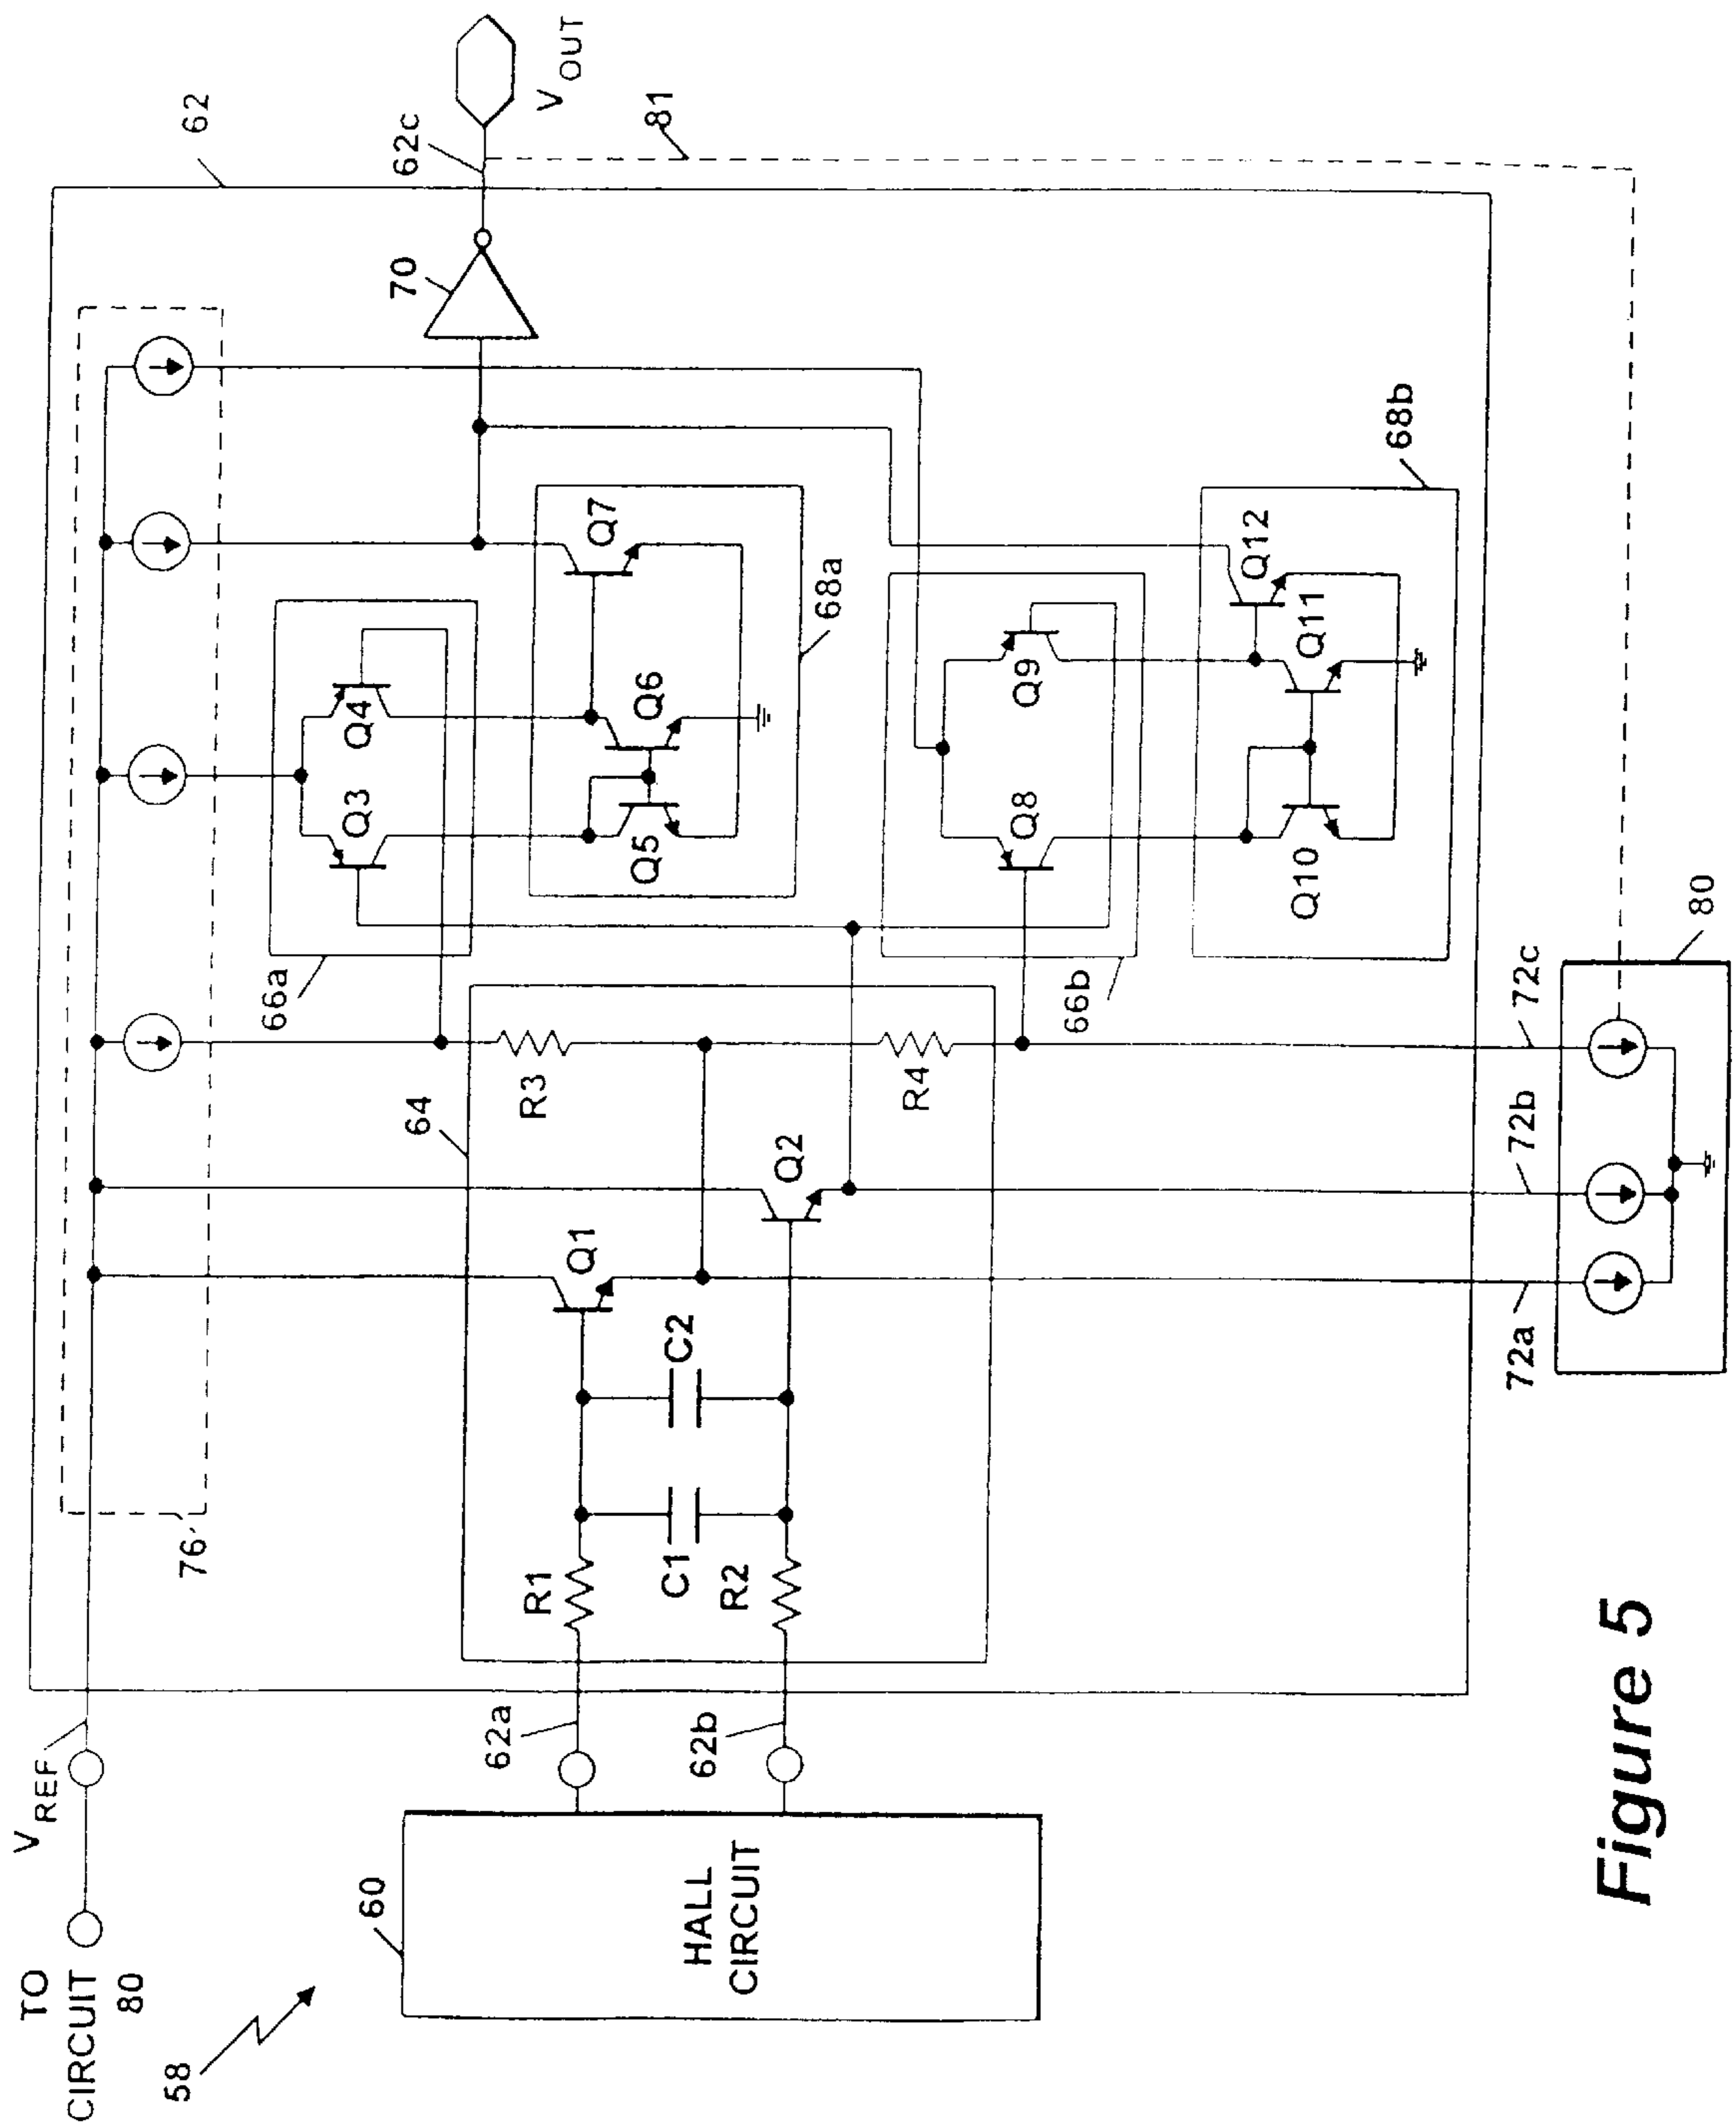 TO
CIRCUIT
80
VREF
58
60
HALL
CIRCUIT
62a
62b
76
62
64
R1
R2
C1
C2
Q1
Q2
R3
R4
66a
Q3
Q4
Q5
Q6
Q7
68a
66b
Q8
Q9
Q10
Q11
Q12
68b
70
62c
VOUT
81
72a
72b
72c
80
Figure 5